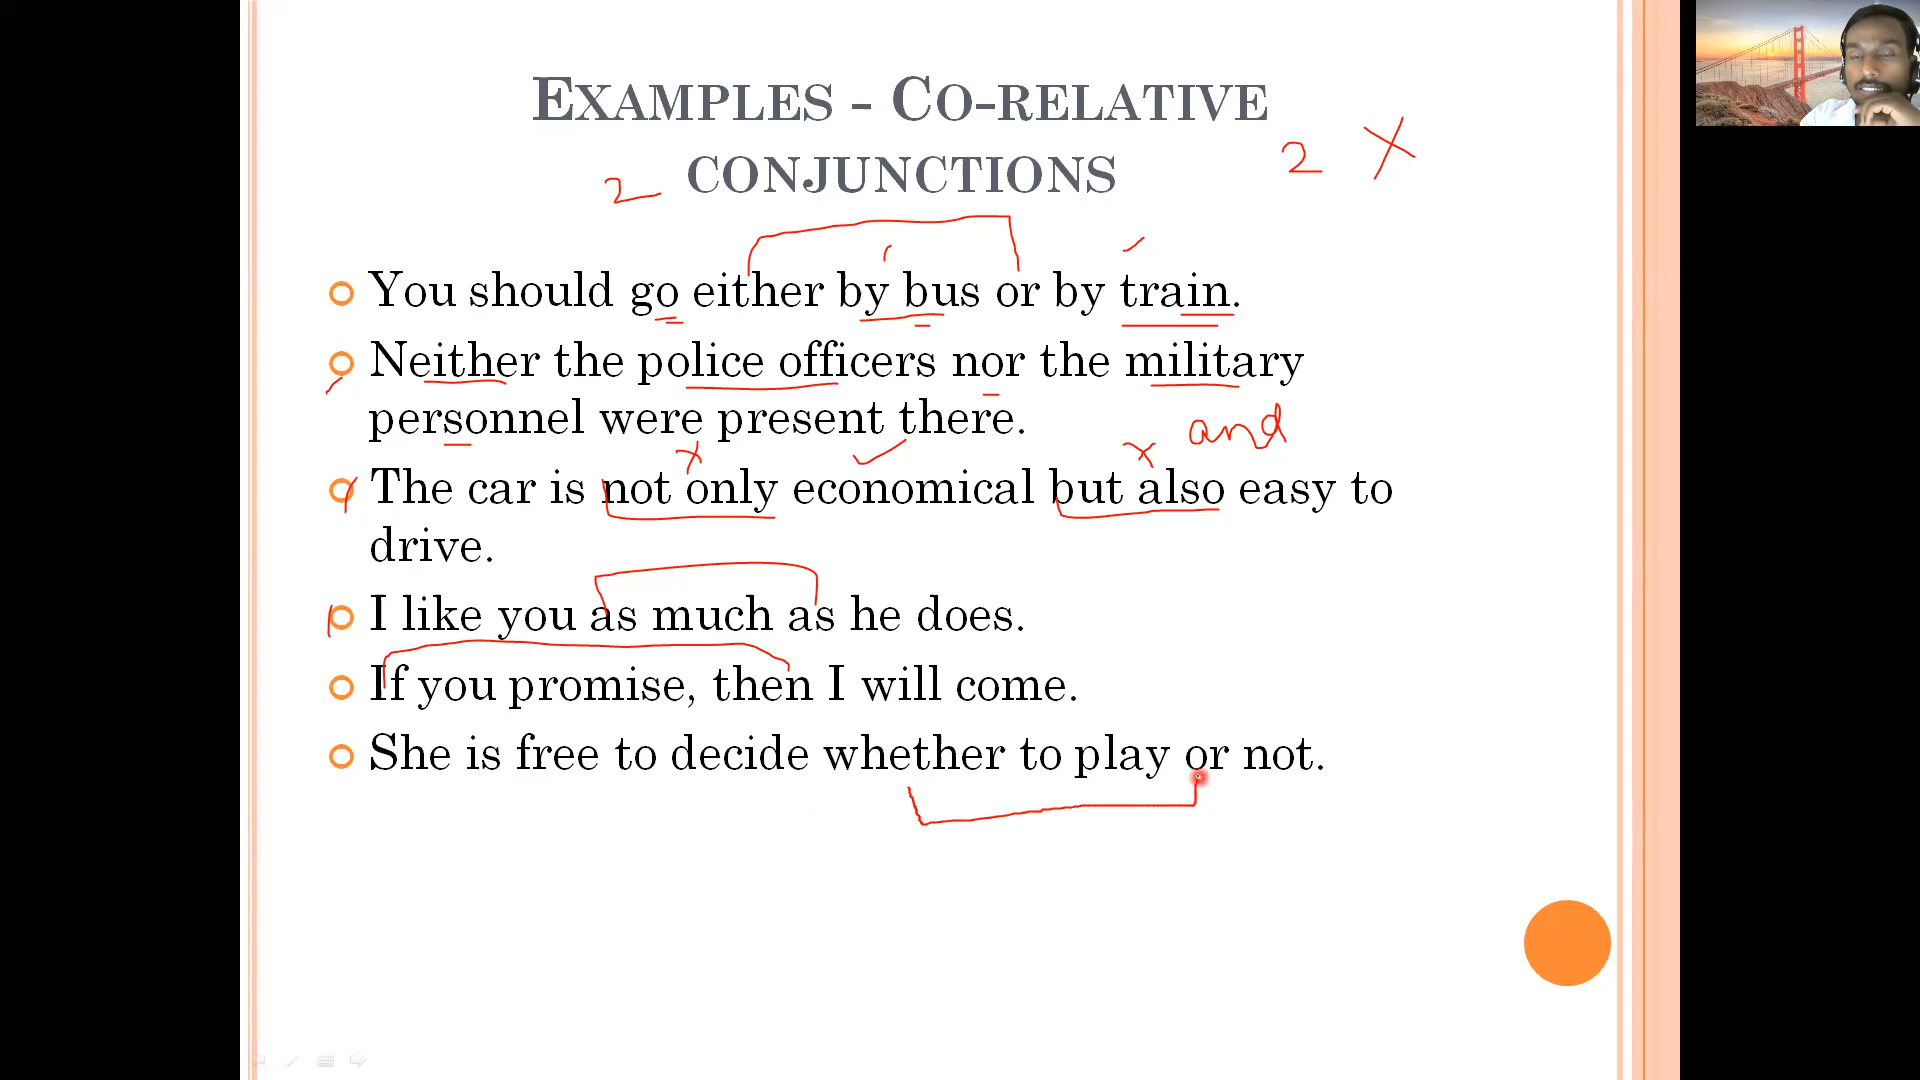 EXAMPLES - CO-RELATIVE
2 X
CONJUNCTIONS
2
You should go either by bus or by train.
Neither the police officers nor the military
personnel were present there.
and
The car is not only economical but also easy to
drive.
I like you as much as he does.
If you promise, then I will come.
She is free to decide whether to play or not.